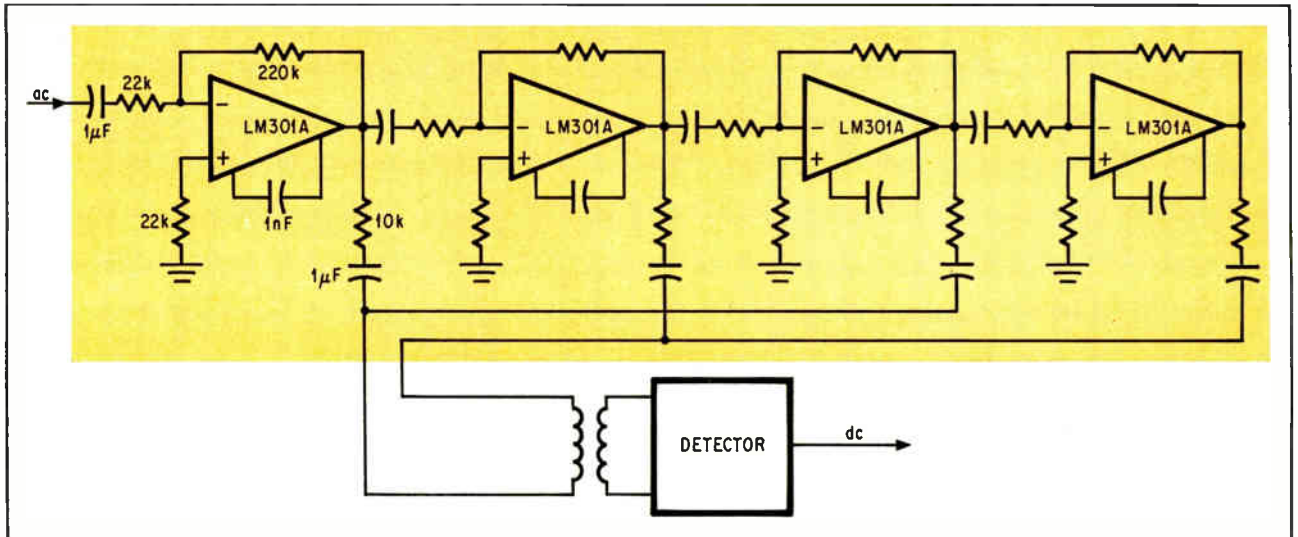 ac
1µF
22k
220k
-
LM301A
+
22k
1nF
10k
1µF
-
LM301A
+
-
LM301A
+
-
LM301A
+
DETECTOR
dc